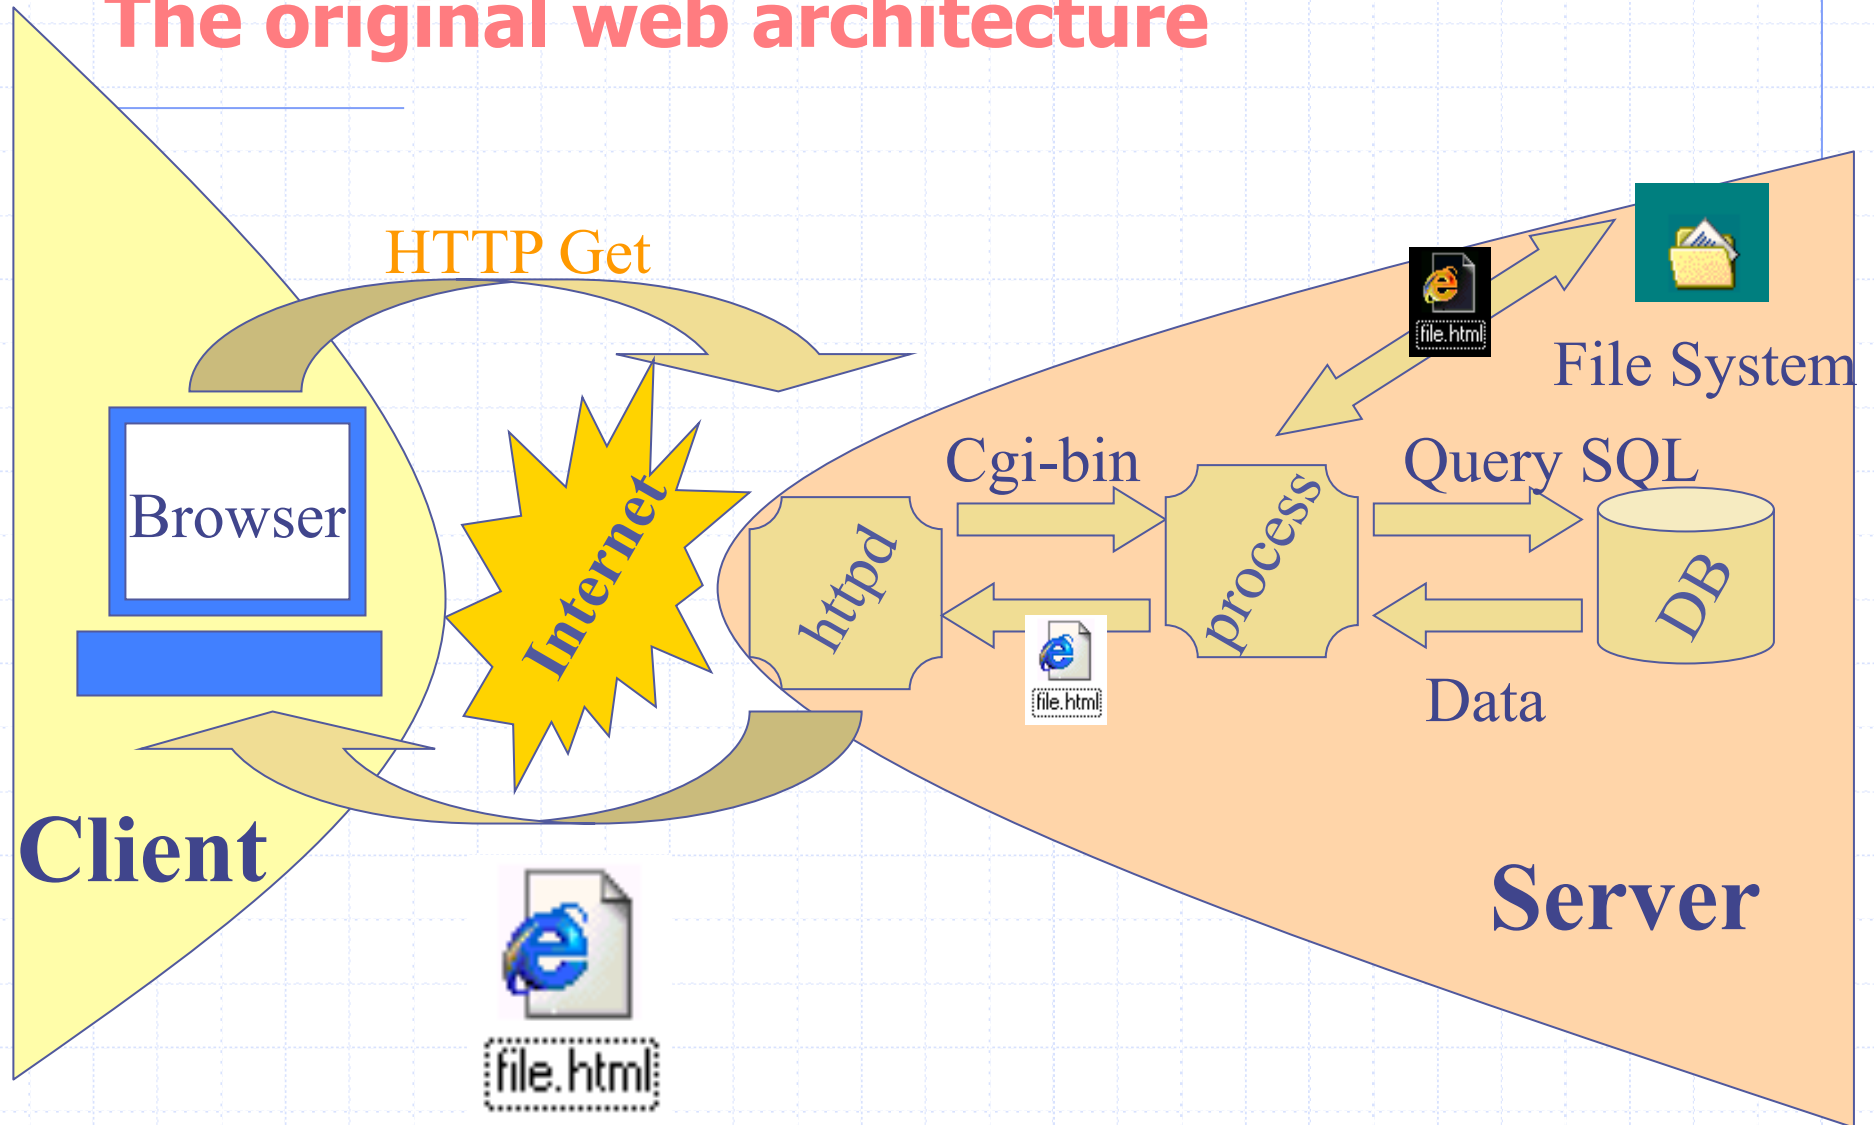 The original web architecture
HTTP Get
file.html
File System
Cgi-bin
Query SQL
Browser
Internet
httpd
process
DB
file.html
Data
Client
Server
file.html